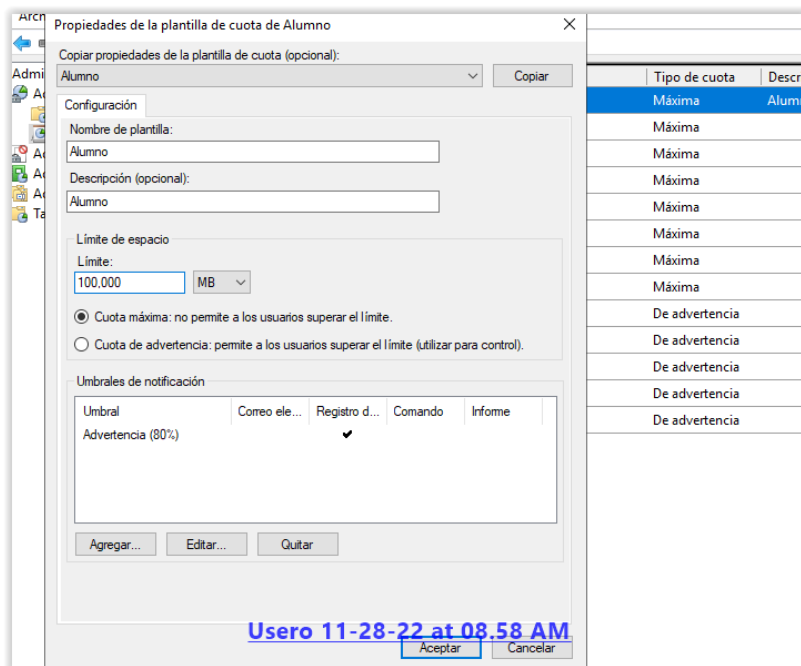 Arch
Propiedades de la plantilla de cuota de Alumno
Copiar propiedades de la plantilla de cuota (opcional):
Admi
Alumno
Copiar
Tipo de cuota
Descr
Configuración
Máxima
Alumn
Nombre de plantilla:
Máxima
Alumno
Máxima
Descripción (opcional):
Máxima
Alumno
Máxima
Límite de espacio
Máxima
Límite:
Máxima
100,000
MB
Máxima
Cuota máxima: no permite a los usuarios superar el límite.
De advertencia
Cuota de advertencia: permite a los usuarios superar el límite (utilizar para control).
De advertencia
Umbrales de notificación
De advertencia
Umbral
Correo ele...
Registro d...
Comando
Informe
De advertencia
Advertencia (80%)
De advertencia
Agregar...
Editar...
Quitar
Usero 11-28-22 at 08.58 AM
Aceptar
Cancelar